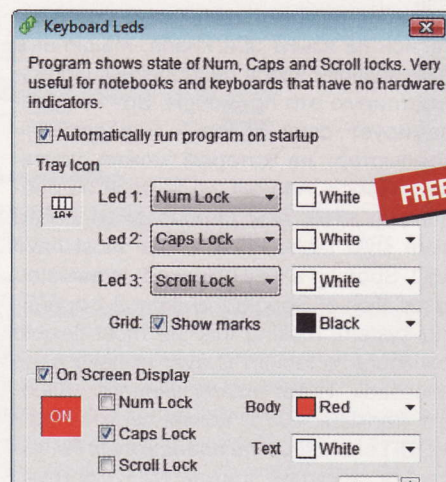 Keyboard Leds
Program shows state of Num, Caps and Scroll locks. Very
useful for notebooks and keyboards that have no hardware
indicators.
Automatically run program on startup
Tray Icon
1A↓
Led 1: Num Lock White
FREE
Led 2: Caps Lock White
Led 3: Scroll Lock White
Grid: Show marks Black
On Screen Display
ON
Num Lock Body Red
Caps Lock Text White
Scroll Lock